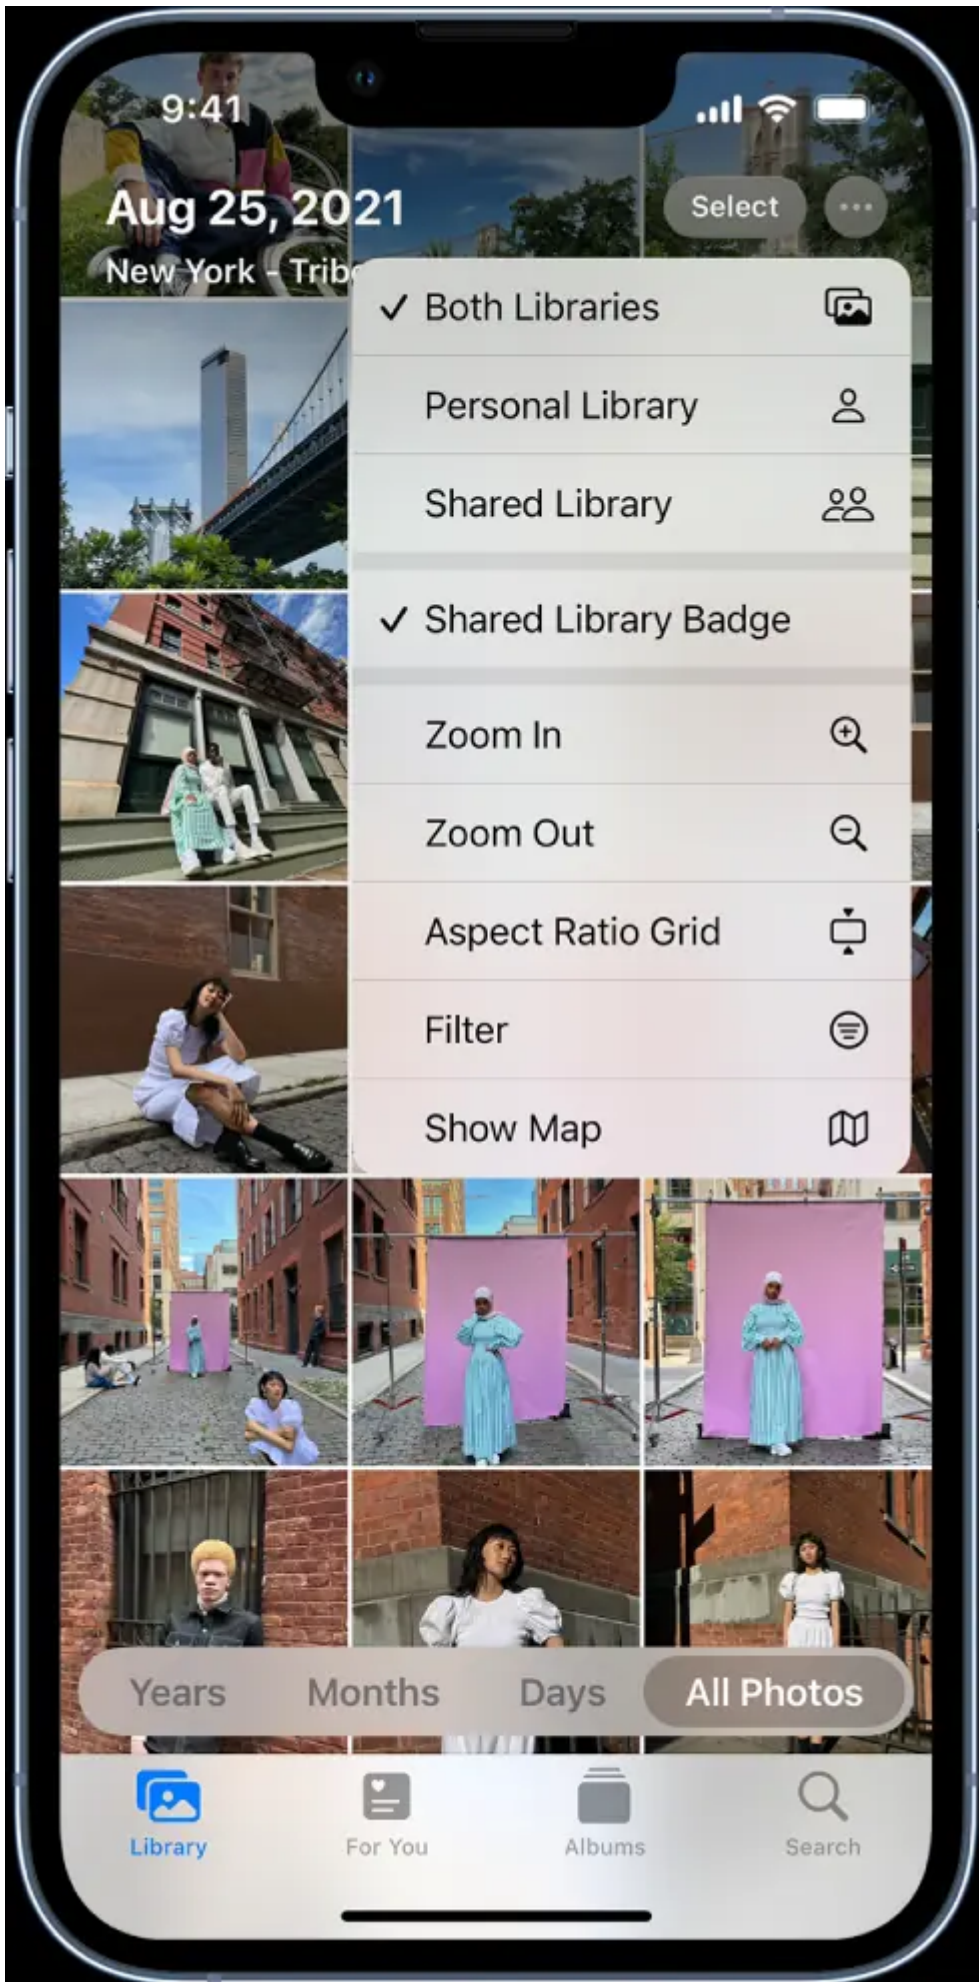 9:41
Aug 25, 2021
Select
New York - Trib
Both Libraries
Personal Library
Shared Library
Shared Library Badge
Zoom In
Zoom Out
Aspect Ratio Grid
Filter
Show Map
Years Months Days All Photos
Library For You Albums Search